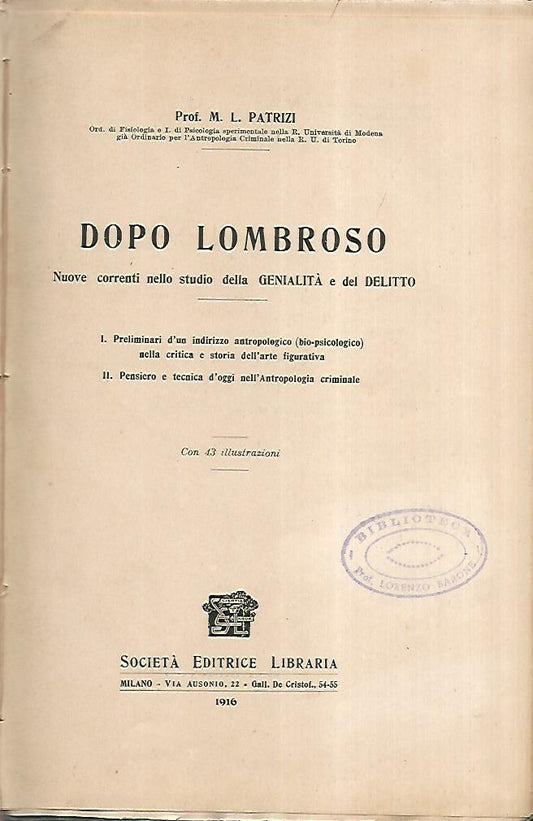 Prof. M. L. PATRIZI
Ord. di Fisiologia e I. di Psicologia sperimentale nella R. Università di Modena
già Ordinario per l'Antropologia Criminale nella R. U. di Torino
DOPO LOMBROSO
Nuove correnti nello studio della GENIALITÀ e del DELITTO
I. Preliminari d'un indirizzo antropologico (bio-psicologico)
nella critica e storia dell'arte figurativa
II. Pensiero e tecnica d'oggi nell'Antropologia criminale
Con 43 illustrazioni
BIBLIOTECA
Prof. LORENZO BARONE
SOCIETÀ EDITRICE LIBRARIA
MILANO - VIA AUSONIO, 22 - Gall. De Cristof., 54-55
1916